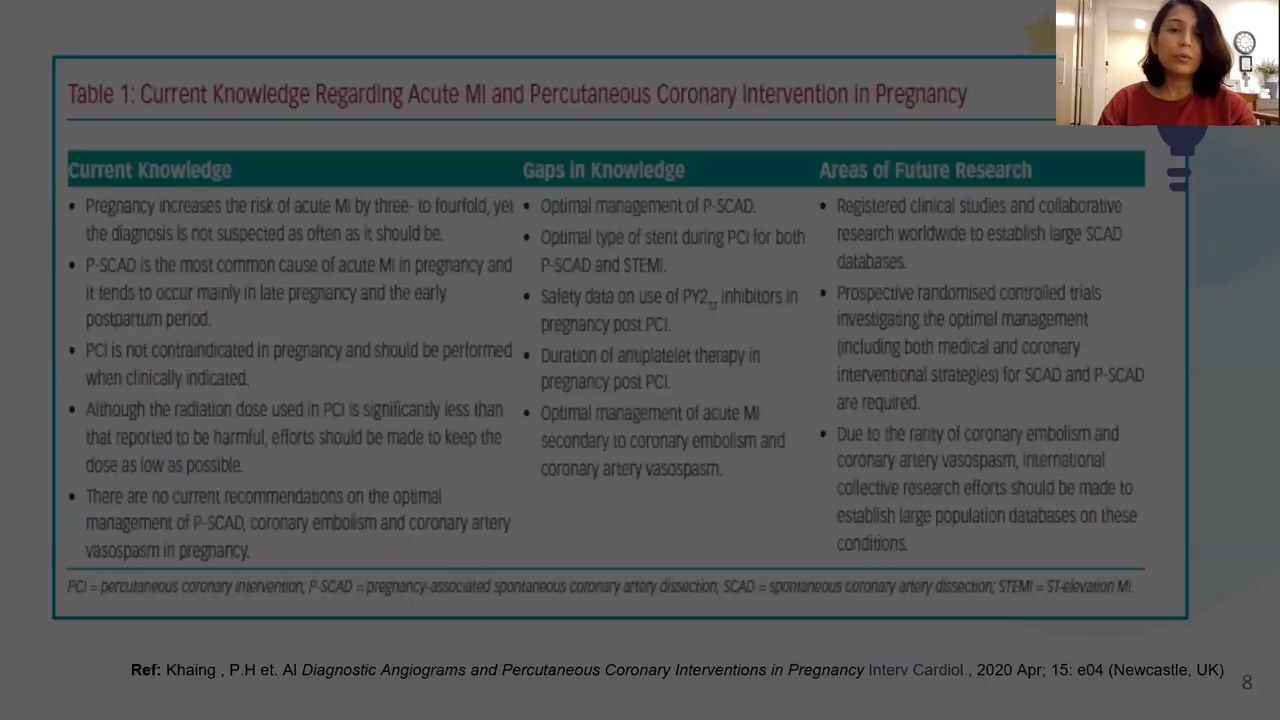 Table 1: Current Knowledge Regarding Acute MI and Percutaneous Coronary Intervention in Pregnancy
Current Knowledge
• Pregnancy increases the risk of acute MI by three- to fourfold, yet
the diagnosis is not suspected as often as it should be.
• P-SCAD is the most common cause of acute MI in pregnancy and
it tends to occur mainly in late pregnancy and the early
postpartum period.
• PCI is not contraindicated in pregnancy and should be performed
when clinically indicated.
• Although the radiation dose used in PCI is significantly less than
that reported to be harmful, efforts should be made to keep the
dose as low as possible.
• There are no current recommendations on the optimal
management of P-SCAD, coronary embolism and coronary artery
vasospasm in pregnancy.
Gaps in Knowledge
• Optimal management of P-SCAD.
• Optimal type of stent during PCI for both
P-SCAD and STEMI.
• Safety data on use of PY2₁₂ inhibitors in
pregnancy post PCI.
• Duration of antiplatelet therapy in
pregnancy post PCI.
• Optimal management of acute MI
secondary to coronary embolism and
coronary artery vasospasm.
Areas of Future Research
• Registered clinical studies and collaborative
research worldwide to establish large SCAD
databases.
• Prospective randomised controlled trials
investigating the optimal management
(including both medical and coronary
interventional strategies) for SCAD and P-SCAD
are required.
• Due to the rarity of coronary embolism and
coronary artery vasospasm, international
collective research efforts should be made to
establish large population databases on these
conditions.
PCI = percutaneous coronary intervention; P-SCAD = pregnancy-associated spontaneous coronary artery dissection; SCAD = spontaneous coronary artery dissection; STEMI = ST-elevation MI.
Ref: Khaing , P.H et. Al Diagnostic Angiograms and Percutaneous Coronary Interventions in Pregnancy Interv Cardiol., 2020 Apr; 15: e04 (Newcastle, UK)
8